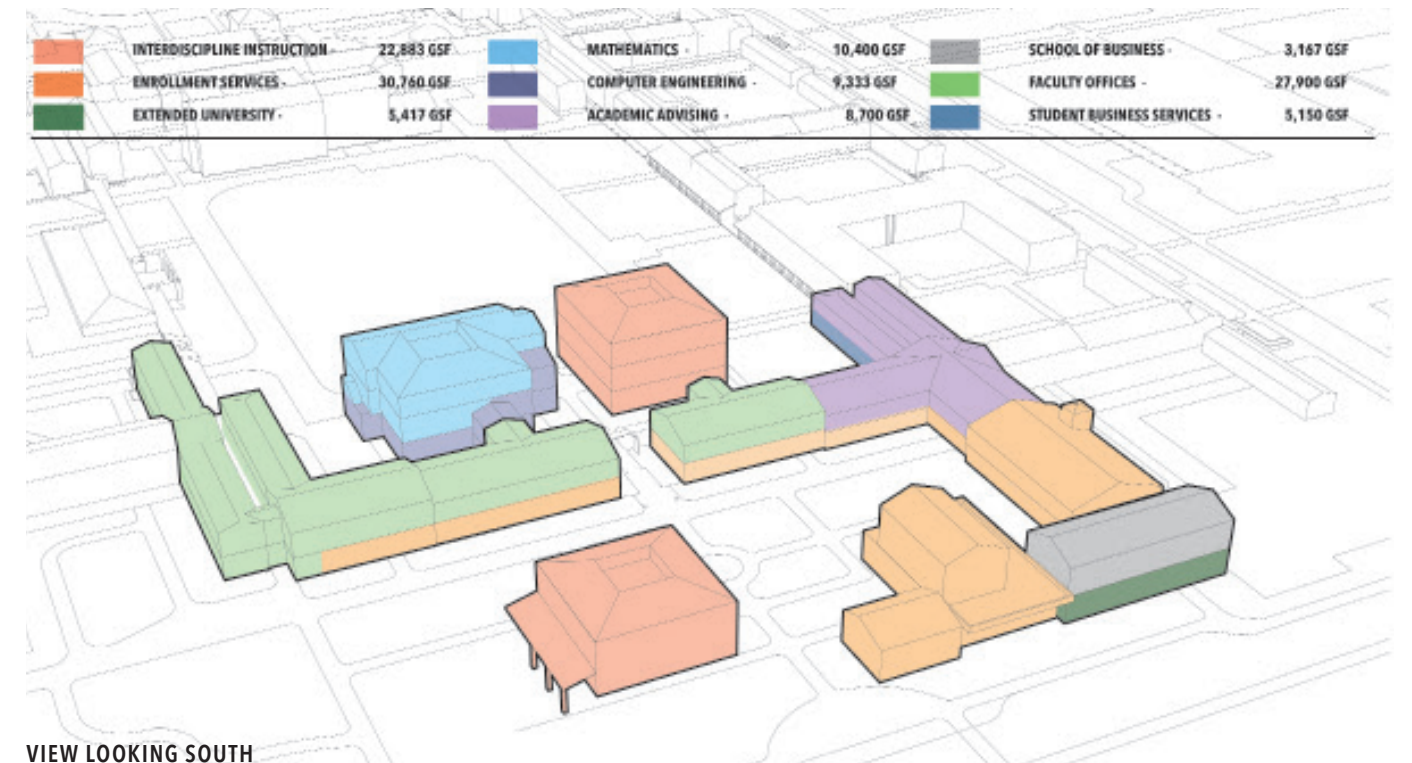 INTERDISCIPLINE INSTRUCTION - 22,883 GSF MATHEMATICS - 10,400 GSF SCHOOL OF BUSINESS - 3,167 GSF
ENROLLMENT SERVICES - 30,760 GSF COMPUTER ENGINEERING - 9,333 GSF FACULTY OFFICES - 27,900 GSF
EXTENDED UNIVERSITY - 5,417 GSF ACADEMIC ADVISING - 8,700 GSF STUDENT BUSINESS SERVICES - 5,150 GSF
VIEW LOOKING SOUTH